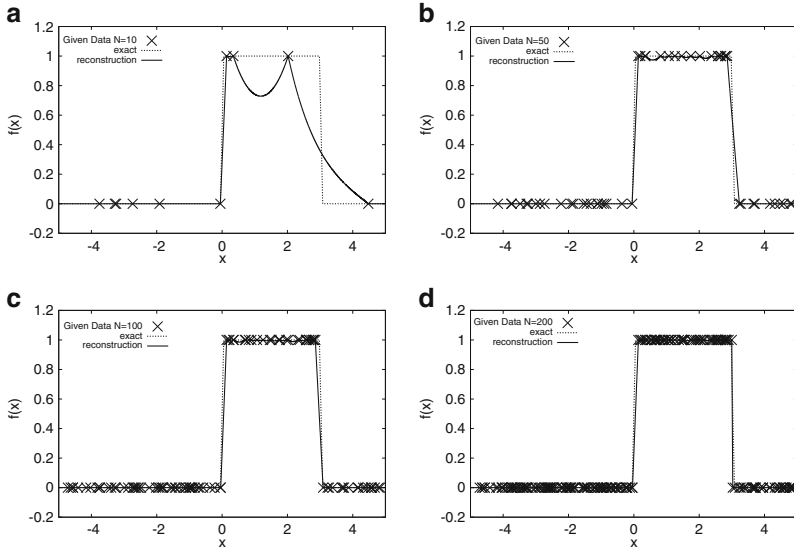 a
1.2
Given Data N=10
exact
reconstruction
1
0.8
0.6
0.4
0.2
0
-0.2
f(x)
-4
-2
0
2
4
x
b
1.2
Given Data N=50
exact
reconstruction
1
0.8
0.6
0.4
0.2
0
-0.2
f(x)
-4
-2
0
2
4
x
c
1.2
Given Data N=100
exact
reconstruction
1
0.8
0.6
0.4
0.2
0
-0.2
f(x)
-4
-2
0
2
4
x
d
1.2
Given Data N=200
exact
reconstruction
1
0.8
0.6
0.4
0.2
0
-0.2
f(x)
-4
-2
0
2
4
x